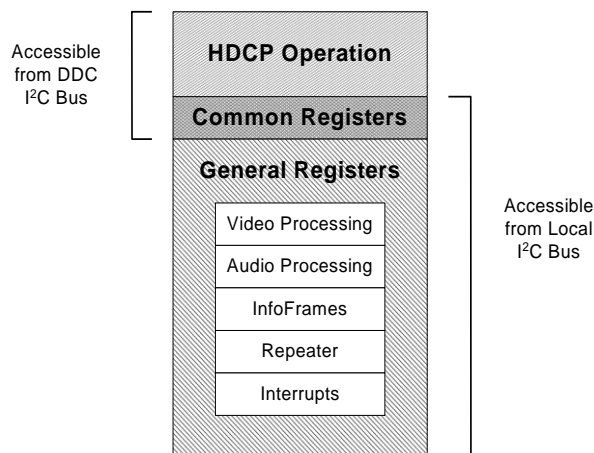 Accessible
from DDC
I²C Bus
HDCP Operation
Common Registers
General Registers
Video Processing
Audio Processing
InfoFrames
Repeater
Interrupts
Accessible
from Local
I²C Bus